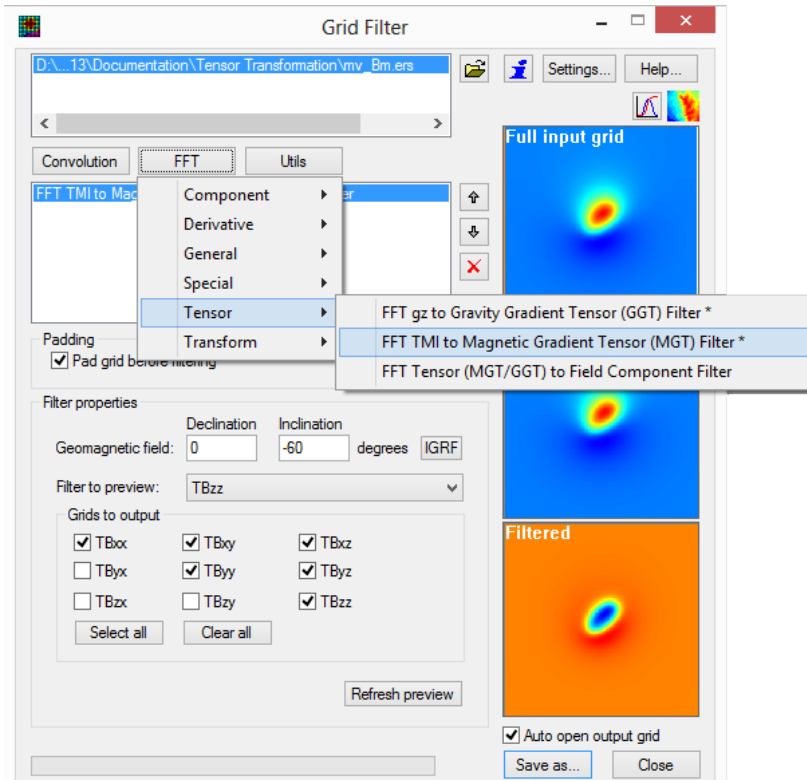 Grid Filter
D:\...13\Documentation\Tensor Transformation\mv_Bm.ers
Settings...
Help...
Full input grid
Convolution
FFT
Utils
FFT TMI to Mag
er
Component
Derivative
General
Special
Tensor
Transform
FFT gz to Gravity Gradient Tensor (GGT) Filter *
FFT TMI to Magnetic Gradient Tensor (MGT) Filter *
FFT Tensor (MGT/GGT) to Field Component Filter
Padding
Pad grid before filtering
Filter properties
Declination Inclination
Geomagnetic field: 0 -60 degrees IGRF
Filter to preview: TBzz
Grids to output
TBxx TBxy TBxz
TByx TByy TByz
TBzx TBzy TBzz
Select all Clear all
Refresh preview
Filtered
Auto open output grid
Save as... Close